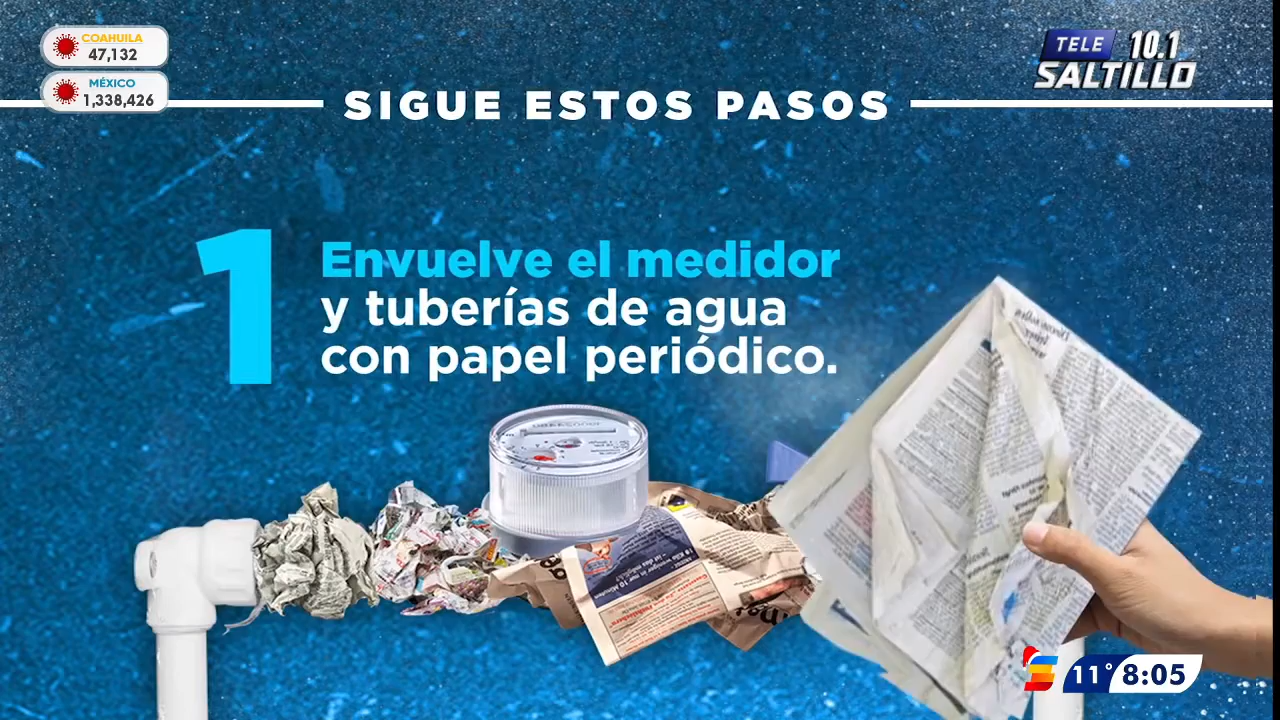 COAHUILA
47,132
MÉXICO
1,338,426
TELE 10.1
SALTILLO
SIGUE ESTOS PASOS
1
Envuelve el medidor
y tuberías de agua
con papel periódico.
11° 8:05